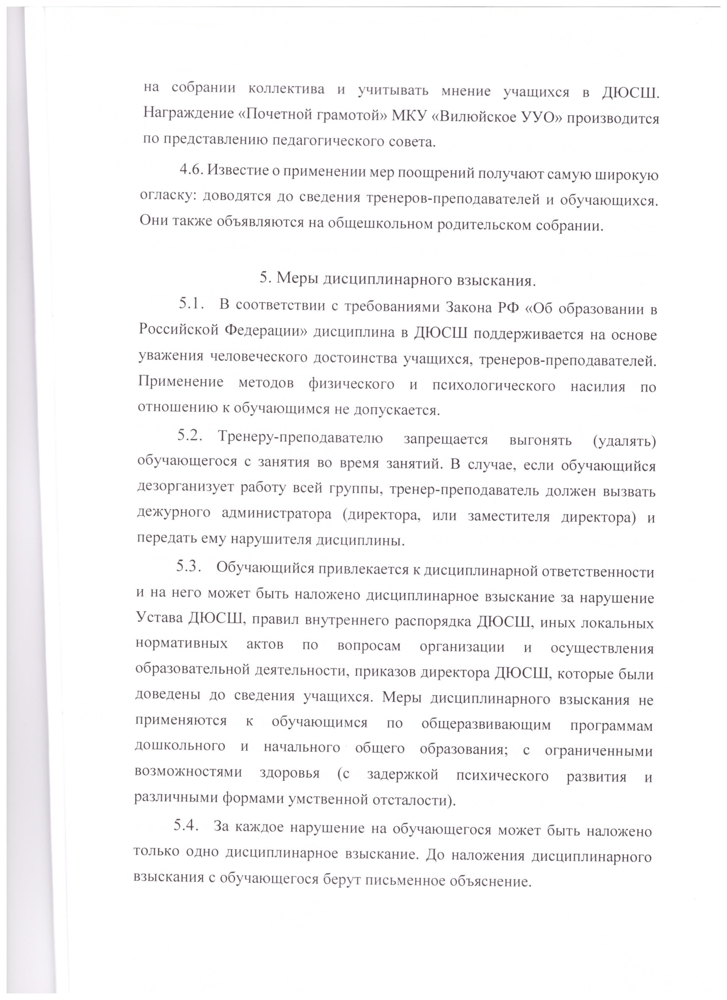 на собрании коллектива и учитывать мнение учащихся в ДЮСШ.
Награждение «Почетной грамотой» МКУ «Вилюйское УУО» производится
по представлению педагогического совета.
4.6. Известие о применении мер поощрений получают самую широкую
огласку: доводятся до сведения тренеров-преподавателей и обучающихся.
Они также объявляются на общешкольном родительском собрании.
5. Меры дисциплинарного взыскания.
5.1. В соответствии с требованиями Закона РФ «Об образовании в
Российской Федерации» дисциплина в ДЮСШ поддерживается на основе
уважения человеческого достоинства учащихся, тренеров-преподавателей.
Применение методов физического и психологического насилия по
отношению к обучающимся не допускается.
5.2. Тренеру-преподавателю запрещается выгонять (удалять)
обучающегося с занятия во время занятий. В случае, если обучающийся
дезорганизует работу всей группы, тренер-преподаватель должен вызвать
дежурного администратора (директора, или заместителя директора) и
передать ему нарушителя дисциплины.
5.3. Обучающийся привлекается к дисциплинарной ответственности
и на него может быть наложено дисциплинарное взыскание за нарушение
Устава ДЮСШ, правил внутреннего распорядка ДЮСШ, иных локальных
нормативных актов по вопросам организации и осуществления
образовательной деятельности, приказов директора ДЮСШ, которые были
доведены до сведения учащихся. Меры дисциплинарного взыскания не
применяются к обучающимся по общеразвивающим программам
дошкольного и начального общего образования; с ограниченными
возможностями здоровья (с задержкой психического развития и
различными формами умственной отсталости).
5.4. За каждое нарушение на обучающегося может быть наложено
только одно дисциплинарное взыскание. До наложения дисциплинарного
взыскания с обучающегося берут письменное объяснение.